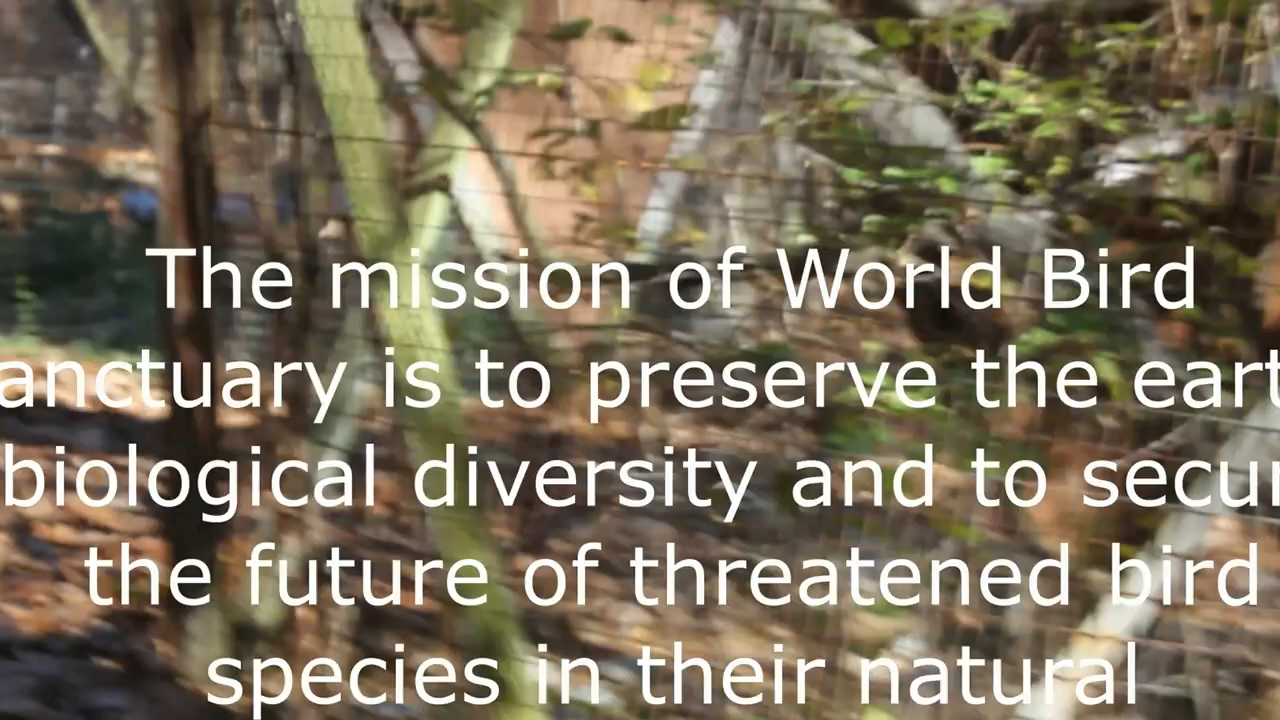 The mission of World Bird
anctuary is to preserve the eart
biological diversity and to secur
the future of threatened bird
species in their natural